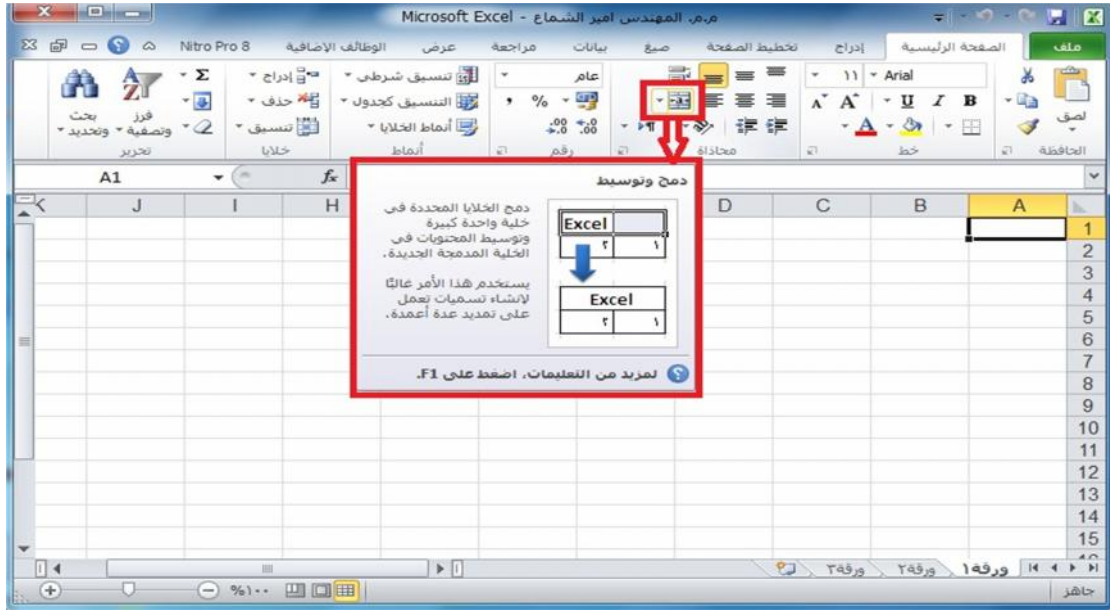 م.م. المهندس امير الشماع - Microsoft Excel
ملف الصفحة الرئيسية إدراج تخطيط الصفحة صيغ بيانات مراجعة عرض الوظائف الإضافية Nitro Pro 8
لصق
الحافظة
Arial ١١
B I U
خط
محاذاة
عام
% ,
رقم
تنسيق شرطي
التنسيق كجدول
أنماط الخلايا
أنماط
إدراج
حذف
تنسيق
خلايا
Σ
فرز وتصفية
بحث وتحديد
تحرير
A1
fx
دمج وتوسيط
دمج الخلايا المحددة في
خلية واحدة كبيرة
وتوسيط المحتويات في
الخلية المدمجة الجديدة.
يستخدم هذا الأمر غالبًا
لإنشاء تسميات تعمل
على تمديد عدة أعمدة.
Excel
١ ٢
Excel
١ ٢
لمزيد من التعليمات، اضغط على F1.
A B C D H I J K
1
2
3
4
5
6
7
8
9
10
11
12
13
14
15
ورقة١ ورقة٢ ورقة٣
جاهز
١٠٠%